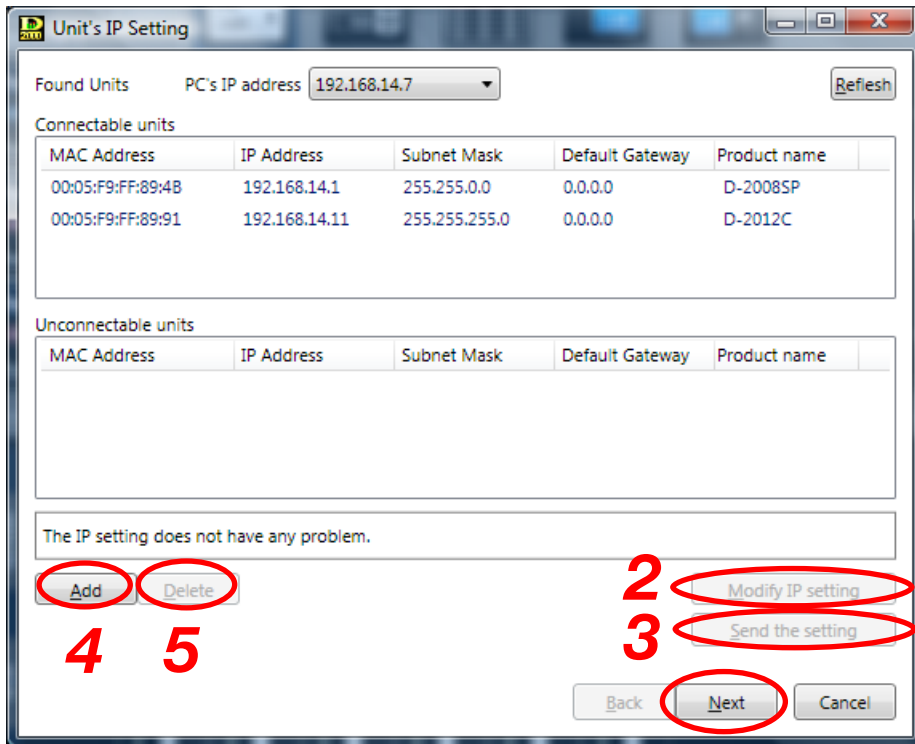 Unit's IP Setting
Found Units PC's IP address 192.168.14.7 Reflesh
Connectable units
MAC Address IP Address Subnet Mask Default Gateway Product name
00:05:F9:FF:89:4B 192.168.14.1 255.255.0.0 0.0.0.0 D-2008SP
00:05:F9:FF:89:91 192.168.14.11 255.255.255.0 0.0.0.0 D-2012C
Unconnectable units
MAC Address IP Address Subnet Mask Default Gateway Product name
The IP setting does not have any problem.
Add Delete 2 Modify IP setting
4 5 3 Send the setting
Back Next Cancel